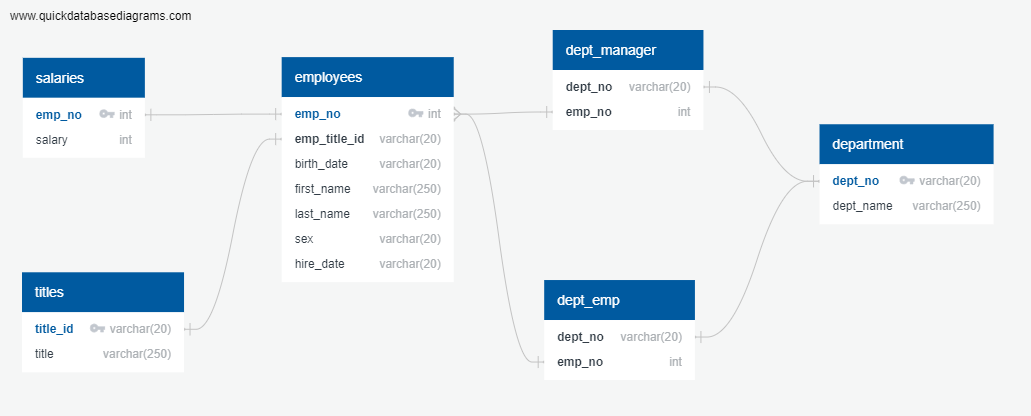 www.quickdatabasediagrams.com
salaries
emp_no int
salary int
employees
emp_no int
emp_title_id varchar(20)
birth_date varchar(20)
first_name varchar(250)
last_name varchar(250)
sex varchar(20)
hire_date varchar(20)
dept_manager
dept_no varchar(20)
emp_no int
department
dept_no varchar(20)
dept_name varchar(250)
titles
title_id varchar(20)
title varchar(250)
dept_emp
dept_no varchar(20)
emp_no int